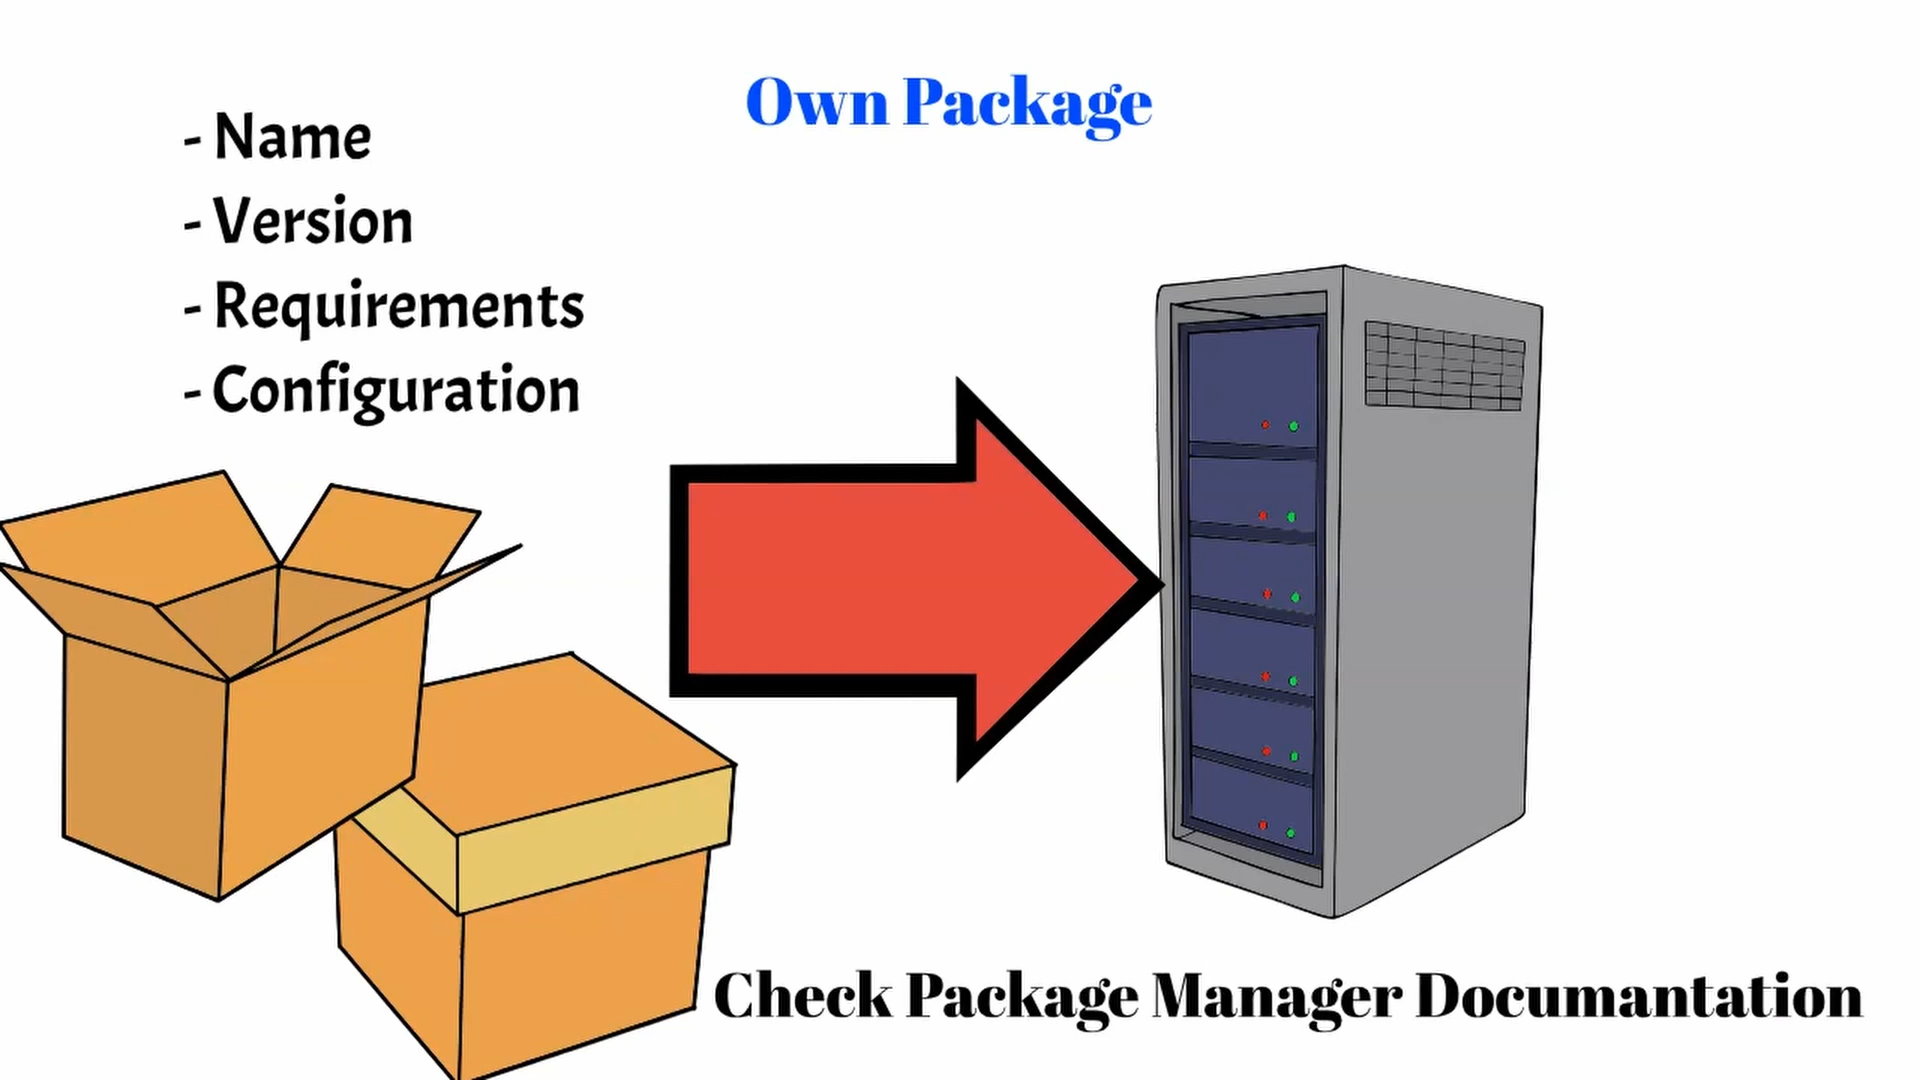 Own Package
- Name
- Version
- Requirements
- Configuration
Check Package Manager Documantation